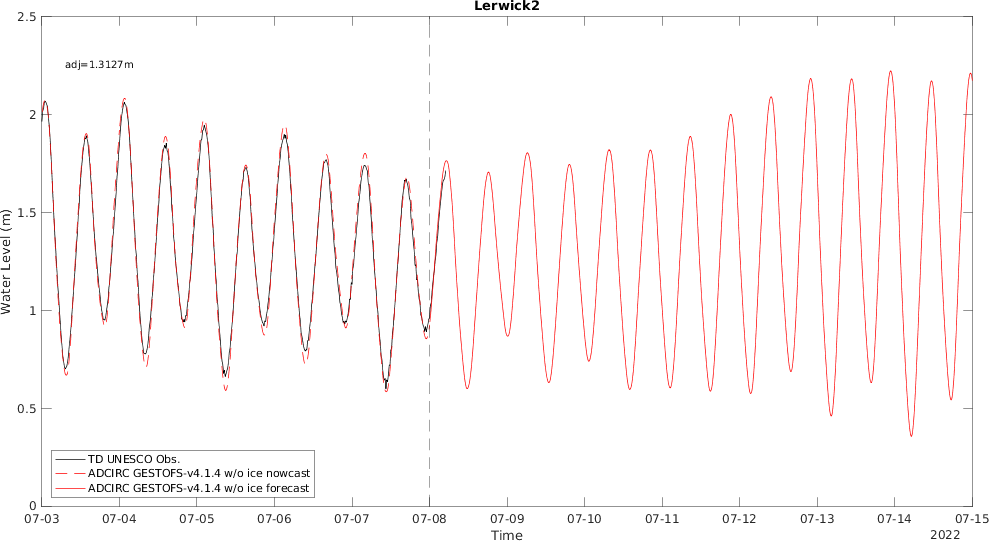 Lerwick2
2.5
adj=1.3127m
2
1.5
Water Level (m)
1
0.5
TD UNESCO Obs.
ADCIRC GESTOFS-v4.1.4 w/o ice nowcast
ADCIRC GESTOFS-v4.1.4 w/o ice forecast
0
07-03 07-04 07-05 07-06 07-07 07-08 07-09 07-10 07-11 07-12 07-13 07-14 07-15
Time
2022